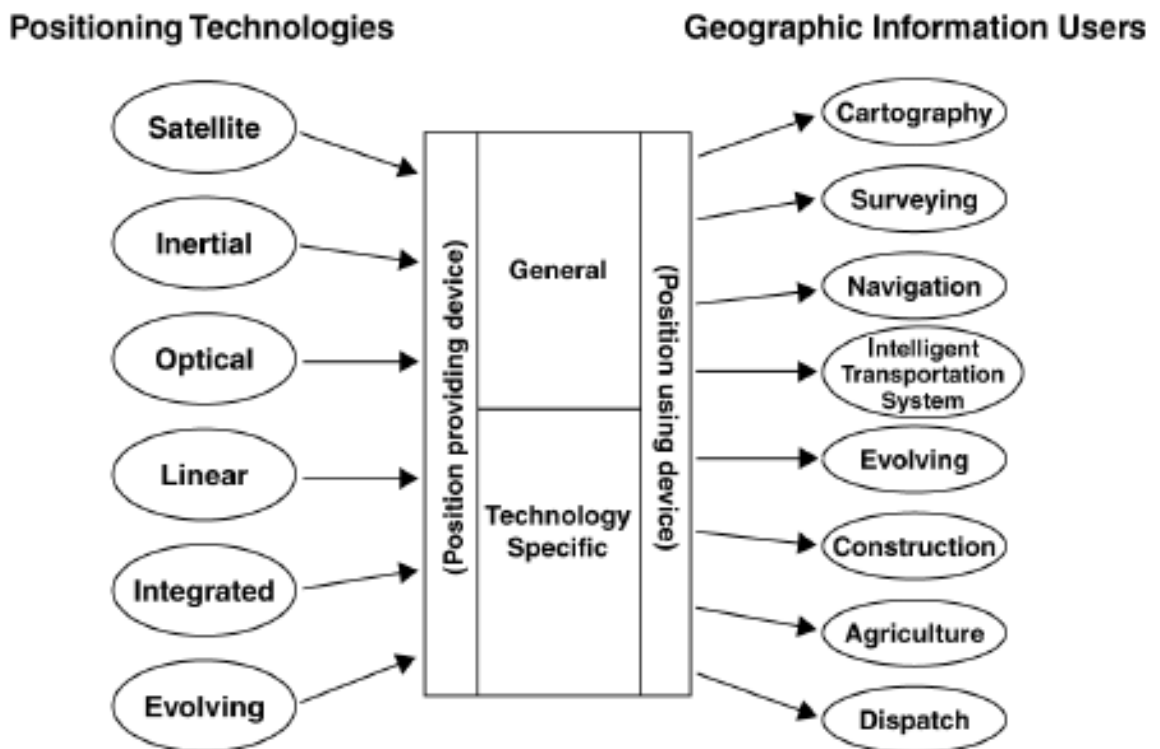 Positioning Technologies
Geographic Information Users
Satellite
Inertial
Optical
Linear
Integrated
Evolving
(Position providing device)
General
Technology
Specific
(Position using device)
Cartography
Surveying
Navigation
Intelligent
Transportation
System
Evolving
Construction
Agriculture
Dispatch